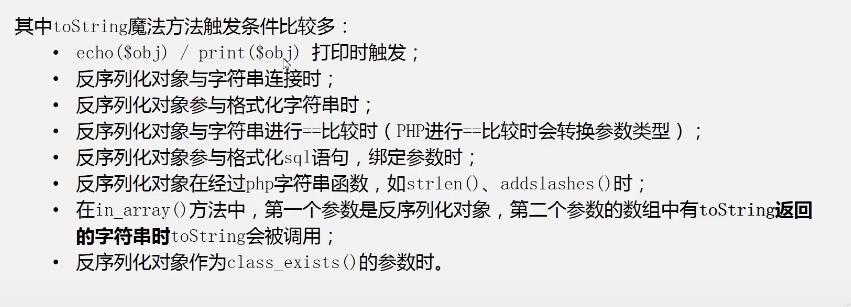 其中toString魔法方法触发条件比较多：
• echo($obj) / print($obj) 打印时触发；
• 反序列化对象与字符串连接时；
• 反序列化对象参与格式化字符串时；
• 反序列化对象与字符串进行==比较时（PHP进行==比较时会转换参数类型）；
• 反序列化对象参与格式化sql语句，绑定参数时；
• 反序列化对象在经过php字符串函数，如strlen()、addslashes()时；
• 在in_array()方法中，第一个参数是反序列化对象，第二个参数的数组中有toString返回
的字符串时toString会被调用；
• 反序列化对象作为class_exists()的参数时。